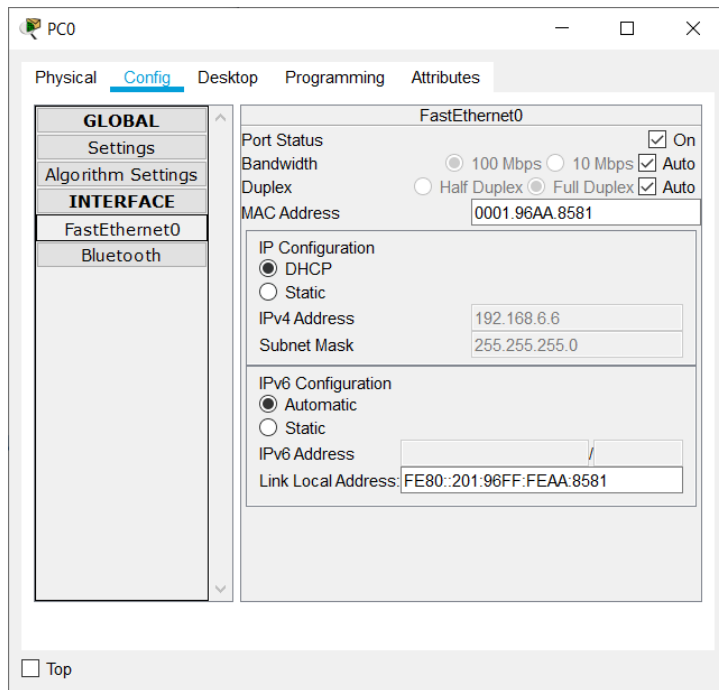 PC0
Physical Config Desktop Programming Attributes
GLOBAL
Settings
Algorithm Settings
INTERFACE
FastEthernet0
Bluetooth
FastEthernet0
Port Status On
Bandwidth 100 Mbps 10 Mbps Auto
Duplex Half Duplex Full Duplex Auto
MAC Address 0001.96AA.8581
IP Configuration
DHCP
Static
IPv4 Address 192.168.6.6
Subnet Mask 255.255.255.0
IPv6 Configuration
Automatic
Static
IPv6 Address /
Link Local Address: FE80::201:96FF:FEAA:8581
Top